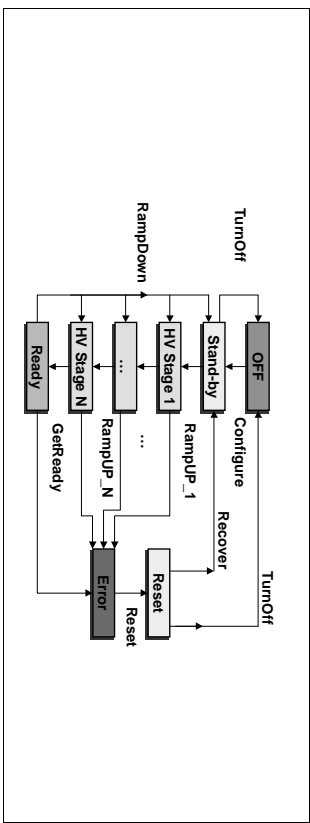 TurnOff
OFF
TurnOff
Configure
Stand-by
Recover
RampUP_1
HV Stage 1
Reset
RampDown
...
...
Reset
RampUP_N
HV Stage N
Error
GetReady
Ready